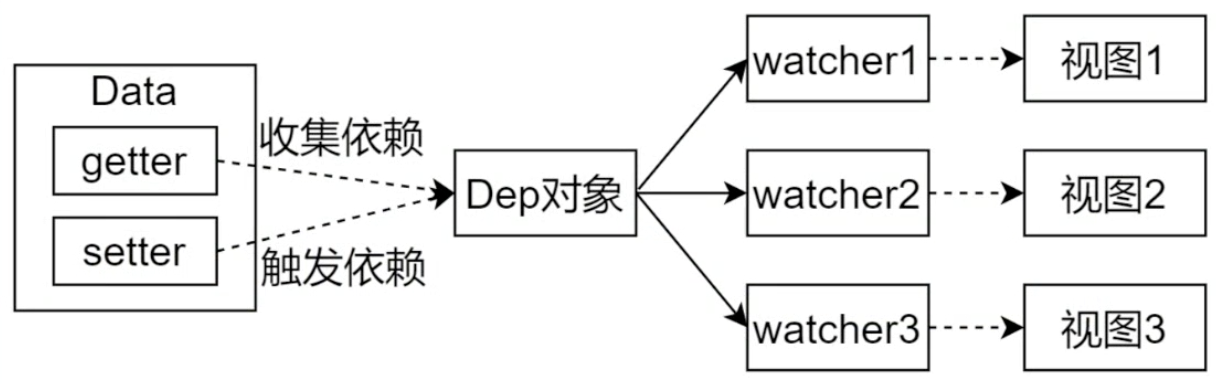 Data
getter
setter
收集依赖
触发依赖
Dep对象
watcher1
视图1
watcher2
视图2
watcher3
视图3